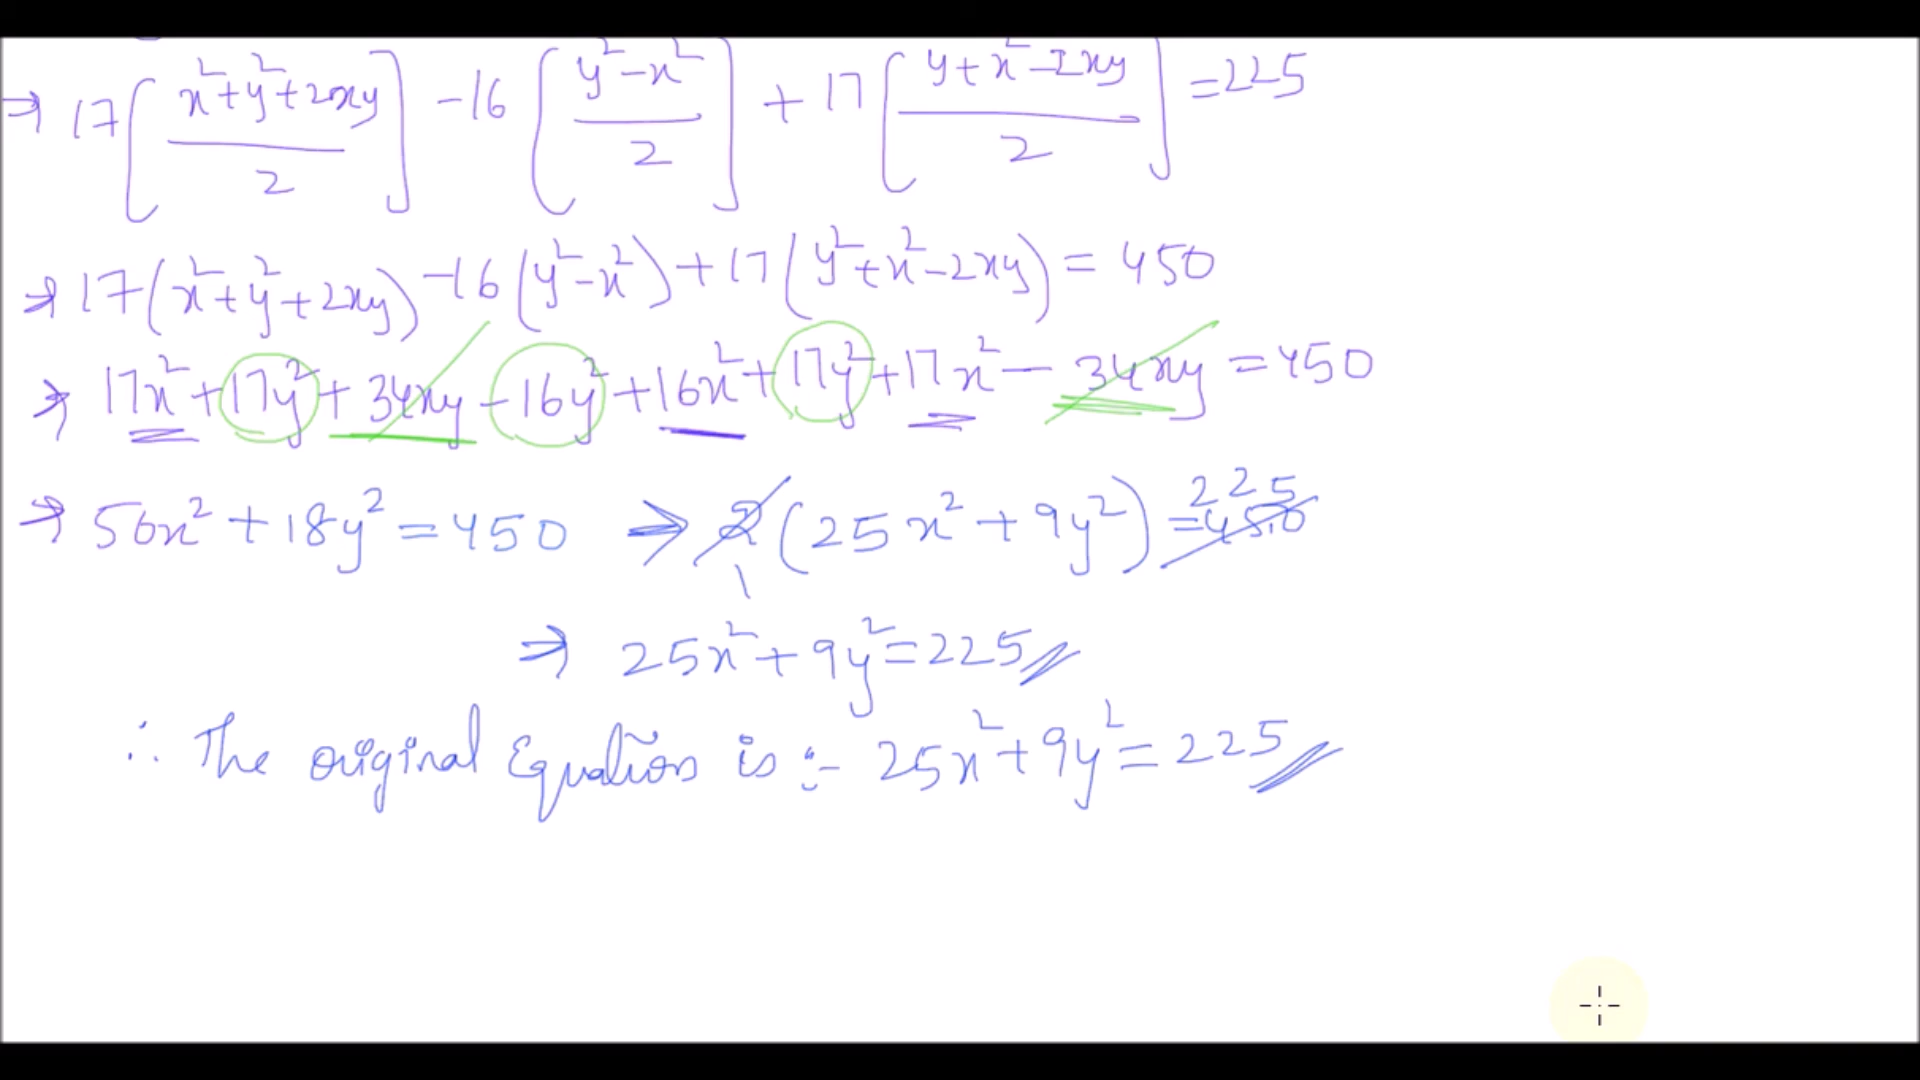 ⇒ 17[(x²+y²+2xy)/2] -16[(y²-x²)/2] + 17[(y+x²-2xy)/2] =225
⇒ 17(x²+y²+2xy) -16(y²-x²)+17(y²+x²-2xy) = 450
⇒ 17x²+17y²+34xy-16y²+16x²+17y²+17x²-34xy=450
⇒ 50x²+18y²=450 ⇒ 2(25x²+9y²)=450 225
1
⇒ 25x²+9y²=225
∴ The original Equation is :- 25x²+9y²=225